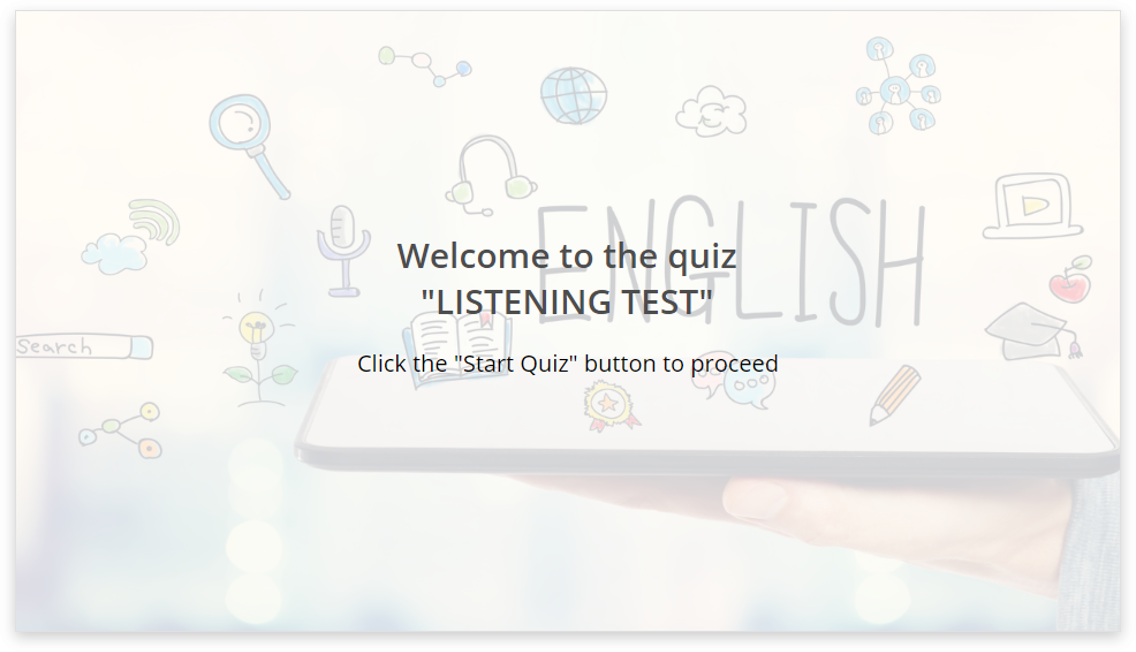 ENGLISH
Welcome to the quiz
"LISTENING TEST"
Search
Click the "Start Quiz" button to proceed